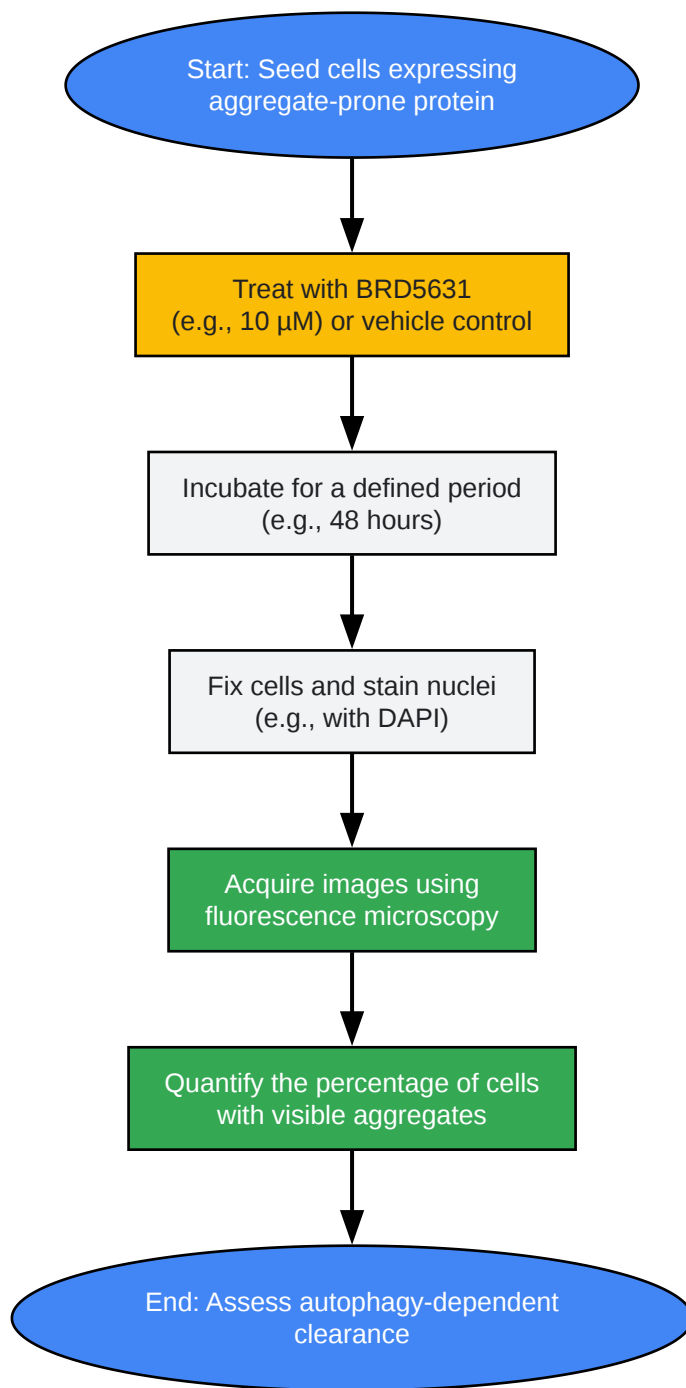 Start: Seed cells expressing
aggregate-prone protein
Treat with BRD5631
(e.g., 10 µM) or vehicle control
Incubate for a defined period
(e.g., 48 hours)
Fix cells and stain nuclei
(e.g., with DAPI)
Acquire images using
fluorescence microscopy
Quantify the percentage of cells
with visible aggregates
End: Assess autophagy-dependent
clearance